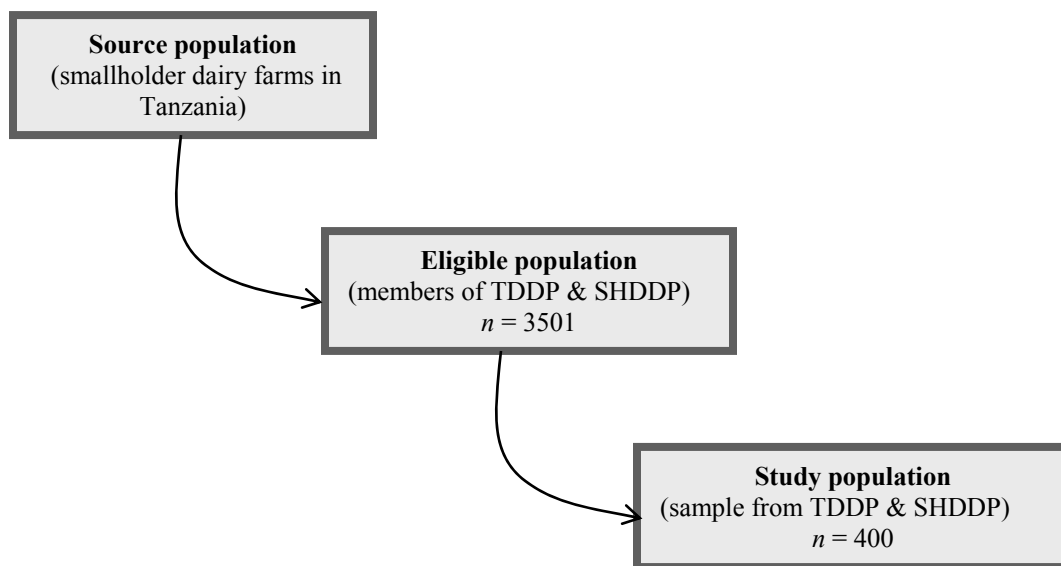 Source population
(smallholder dairy farms in
Tanzania)
Eligible population
(members of TDDP & SHDDP)
n = 3501
Study population
(sample from TDDP & SHDDP)
n = 400